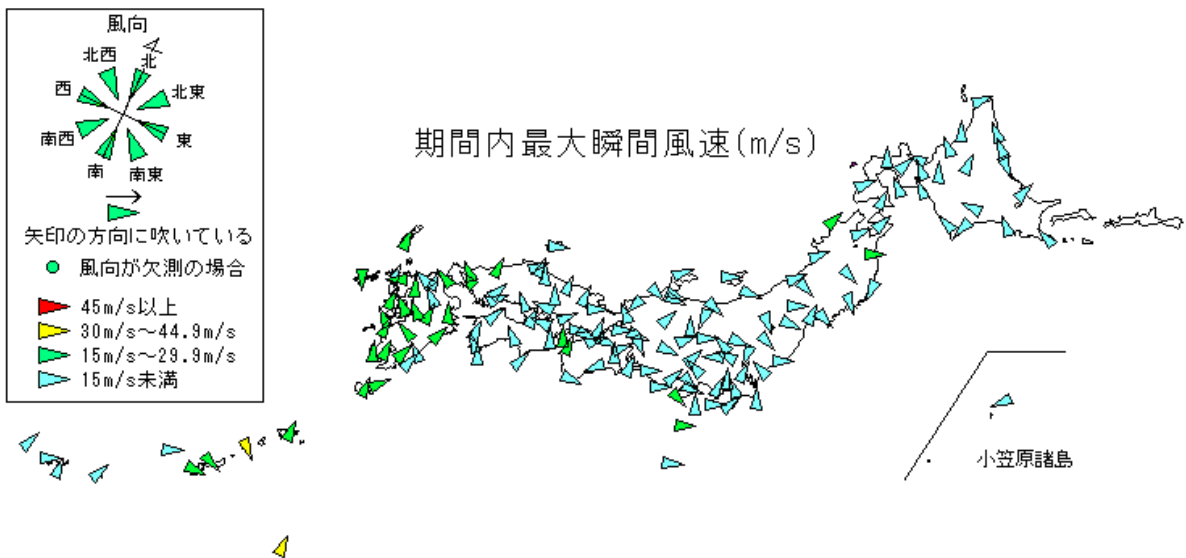 風向
北
北西
北東
西
東
南西
南
南東
矢印の方向に吹いている
風向が欠測の場合
45m/s以上
30m/s～44.9m/s
15m/s～29.9m/s
15m/s未満
期間内最大瞬間風速(m/s)
小笠原諸島